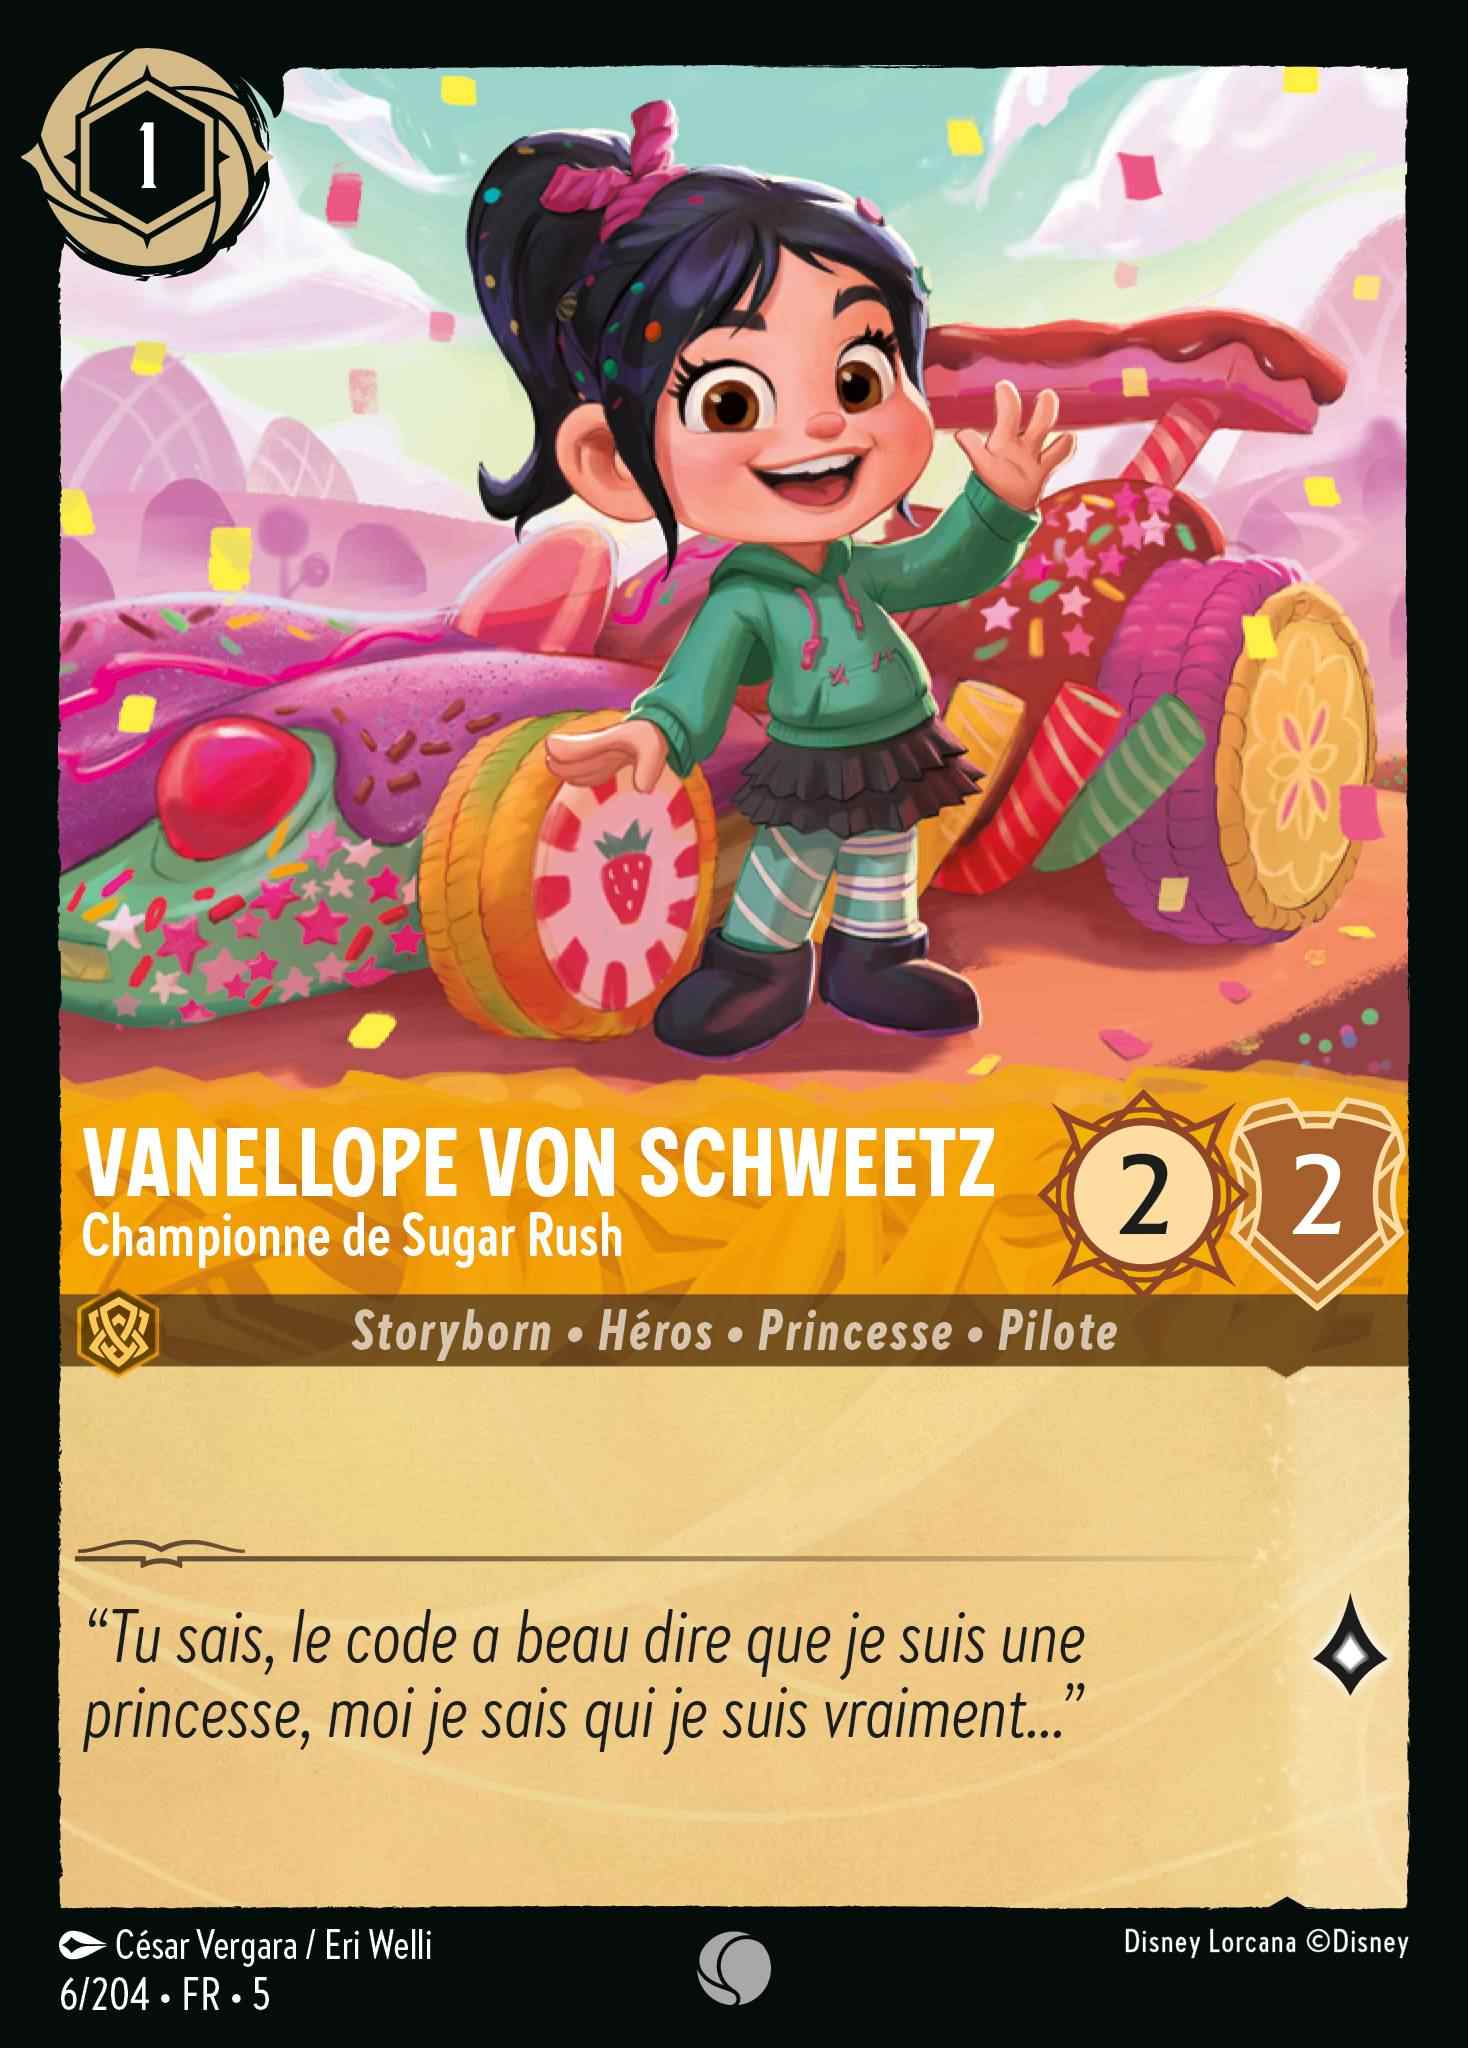 1
VANELLOPE VON SCHWEETZ
Championne de Sugar Rush
2
2
Storyborn • Héros • Princesse • Pilote
“Tu sais, le code a beau dire que je suis une
princesse, moi je sais qui je suis vraiment...”
César Vergara / Eri Welli
Disney Lorcana ©Disney
6/204 • FR • 5